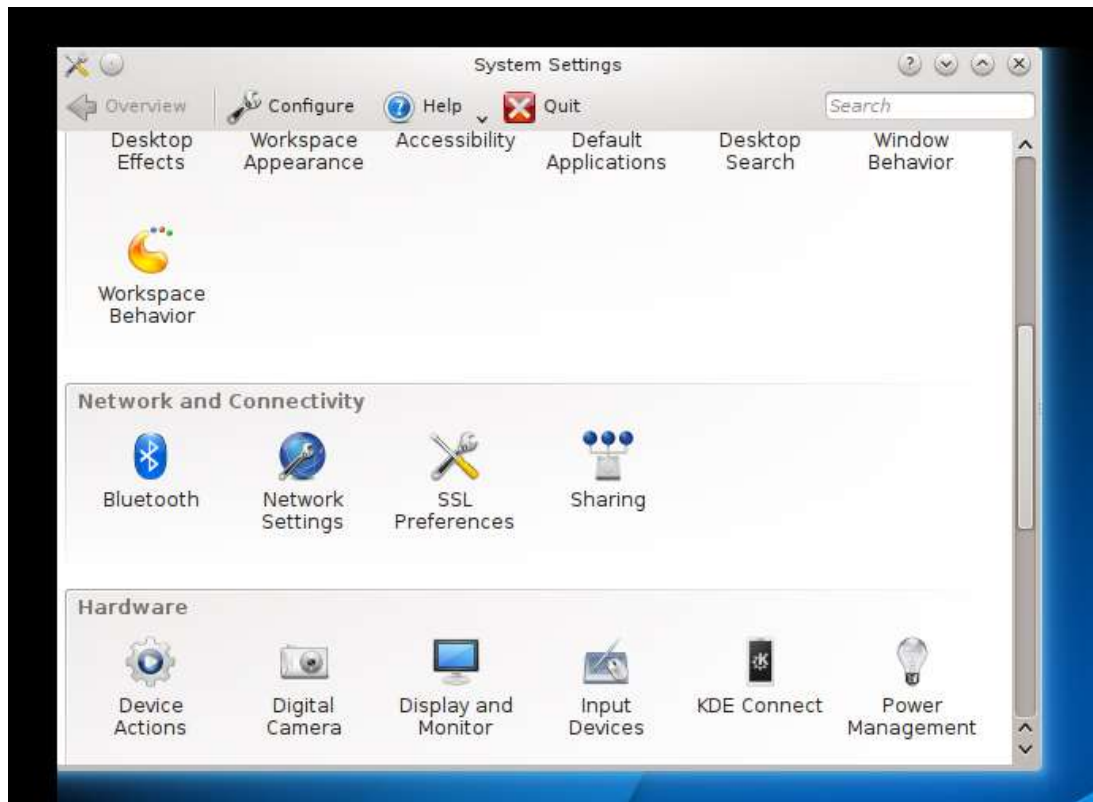 System Settings
Overview Configure Help Quit Search
Desktop Workspace Accessibility Default Desktop Window
Effects Appearance Applications Search Behavior
Workspace
Behavior
Network and Connectivity
Bluetooth Network SSL Sharing
Settings Preferences
Hardware
Device Digital Display and Input KDE Connect Power
Actions Camera Monitor Devices Management